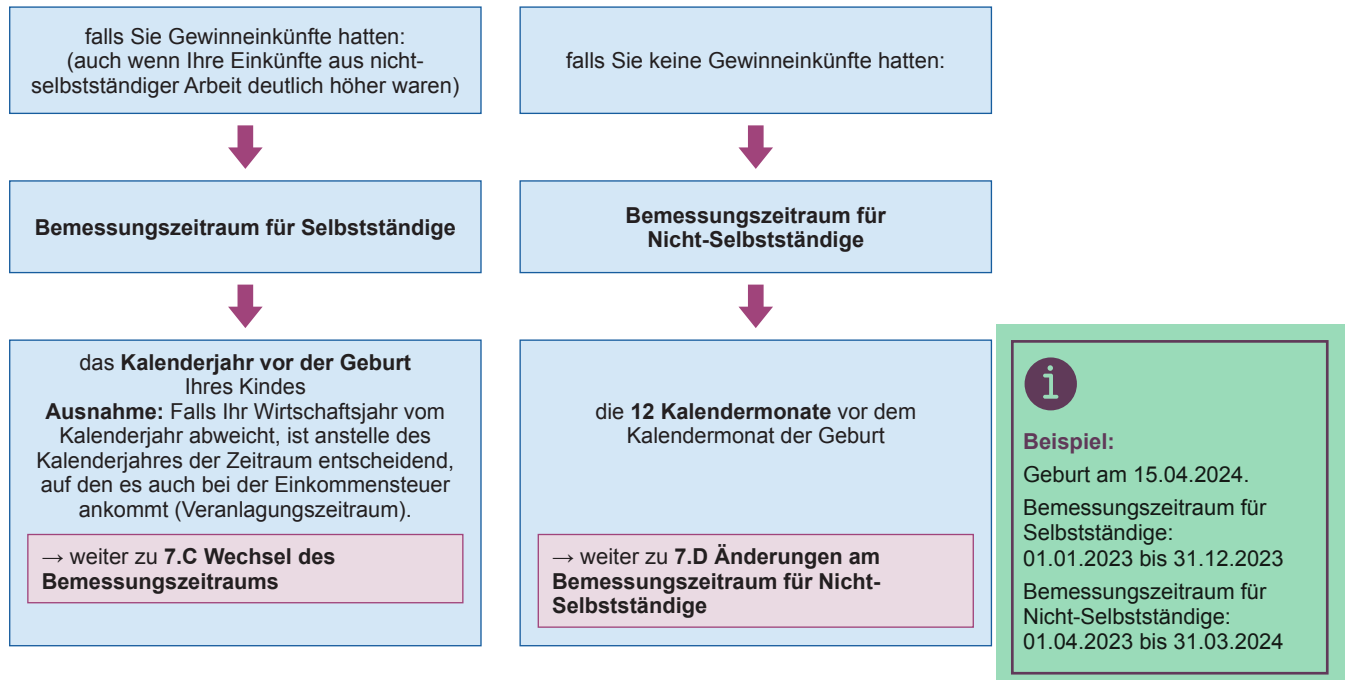 falls Sie Gewinneinkünfte hatten:
(auch wenn Ihre Einkünfte aus nicht-
selbstständiger Arbeit deutlich höher waren)
Bemessungszeitraum für Selbstständige
das Kalenderjahr vor der Geburt
Ihres Kindes
Ausnahme: Falls Ihr Wirtschaftsjahr vom
Kalenderjahr abweicht, ist anstelle des
Kalenderjahres der Zeitraum entscheidend,
auf den es auch bei der Einkommensteuer
ankommt (Veranlagungszeitraum).
→ weiter zu 7.C Wechsel des
Bemessungszeitraums
falls Sie keine Gewinneinkünfte hatten:
Bemessungszeitraum für
Nicht-Selbstständige
die 12 Kalendermonate vor dem
Kalendermonat der Geburt
→ weiter zu 7.D Änderungen am
Bemessungszeitraum für Nicht-
Selbstständige
i
Beispiel:
Geburt am 15.04.2024.
Bemessungszeitraum für
Selbstständige:
01.01.2023 bis 31.12.2023
Bemessungszeitraum für
Nicht-Selbstständige:
01.04.2023 bis 31.03.2024